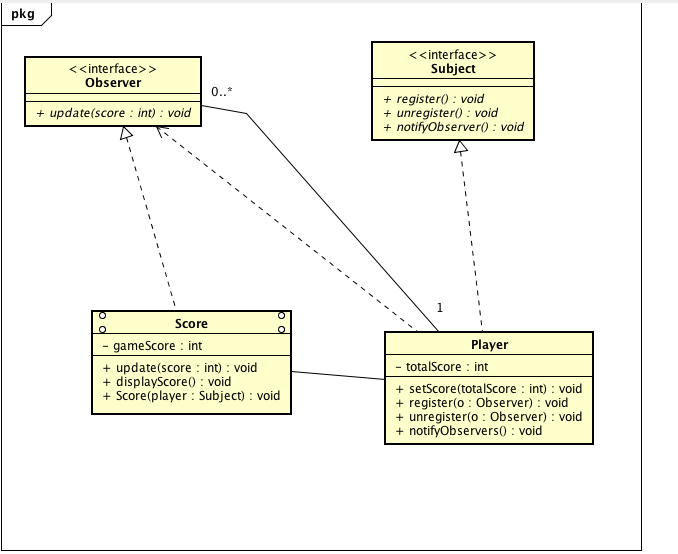 pkg
<<interface>>
Observer
+ update(score : int) : void
0..*
<<interface>>
Subject
+ register() : void
+ unregister() : void
+ notifyObserver() : void
1
Score
– gameScore : int
+ update(score : int) : void
+ displayScore() : void
+ Score(player : Subject) : void
Player
– totalScore : int
+ setScore(totalScore : int) : void
+ register(o : Observer) : void
+ unregister(o : Observer) : void
+ notifyObservers() : void